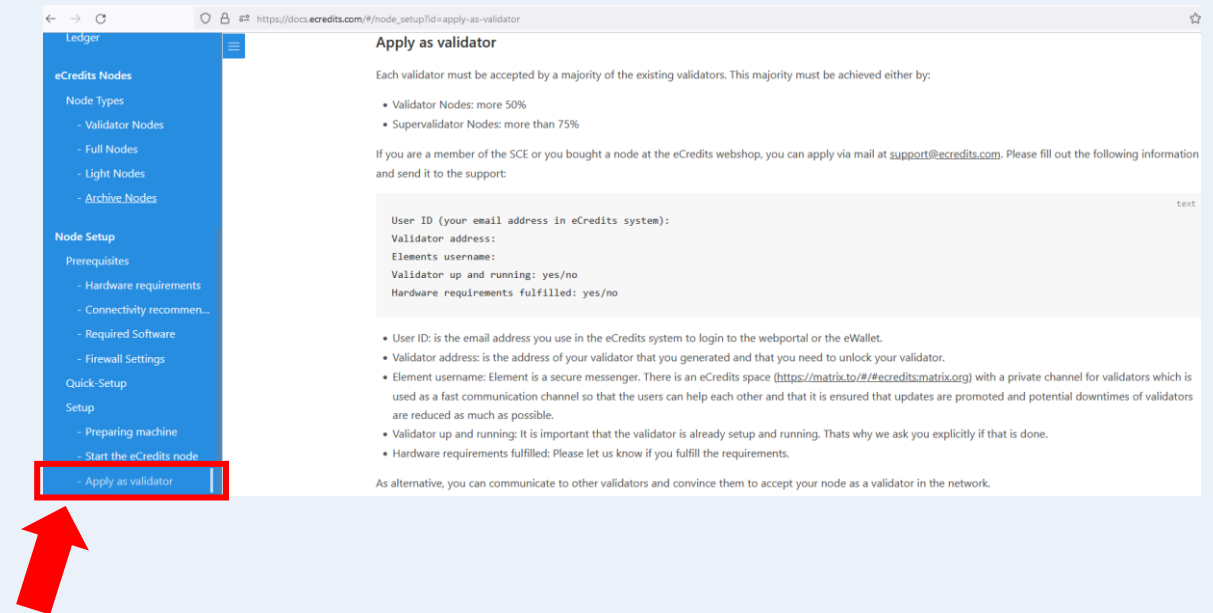 https://docs.ecredits.com/#/node_setup?id=apply-as-validator
Ledger
eCredits Nodes
Node Types
- Validator Nodes
- Full Nodes
- Light Nodes
- Archive Nodes
Node Setup
Prerequisites
- Hardware requirements
- Connectivity recommen...
- Required Software
- Firewall Settings
Quick-Setup
Setup
- Preparing machine
- Start the eCredits node
- Apply as validator
Apply as validator
Each validator must be accepted by a majority of the existing validators. This majority must be achieved either by:
• Validator Nodes: more 50%
• Supervalidator Nodes: more than 75%
If you are a member of the SCE or you bought a node at the eCredits webshop, you can apply via mail at support@ecredits.com. Please fill out the following information
and send it to the support:
text
User ID (your email address in eCredits system):
Validator address:
Elements username:
Validator up and running: yes/no
Hardware requirements fulfilled: yes/no
• User ID: is the email address you use in the eCredits system to login to the webportal or the eWallet.
• Validator address: is the address of your validator that you generated and that you need to unlock your validator.
• Element username: Element is a secure messenger. There is an eCredits space (https://matrix.to/#/#ecredits:matrix.org) with a private channel for validators which is
used as a fast communication channel so that the users can help each other and that it is ensured that updates are promoted and potential downtimes of validators
are reduced as much as possible.
• Validator up and running: It is important that the validator is already setup and running. Thats why we ask you explicitly if that is done.
• Hardware requirements fulfilled: Please let us know if you fulfill the requirements.
As alternative, you can communicate to other validators and convince them to accept your node as a validator in the network.